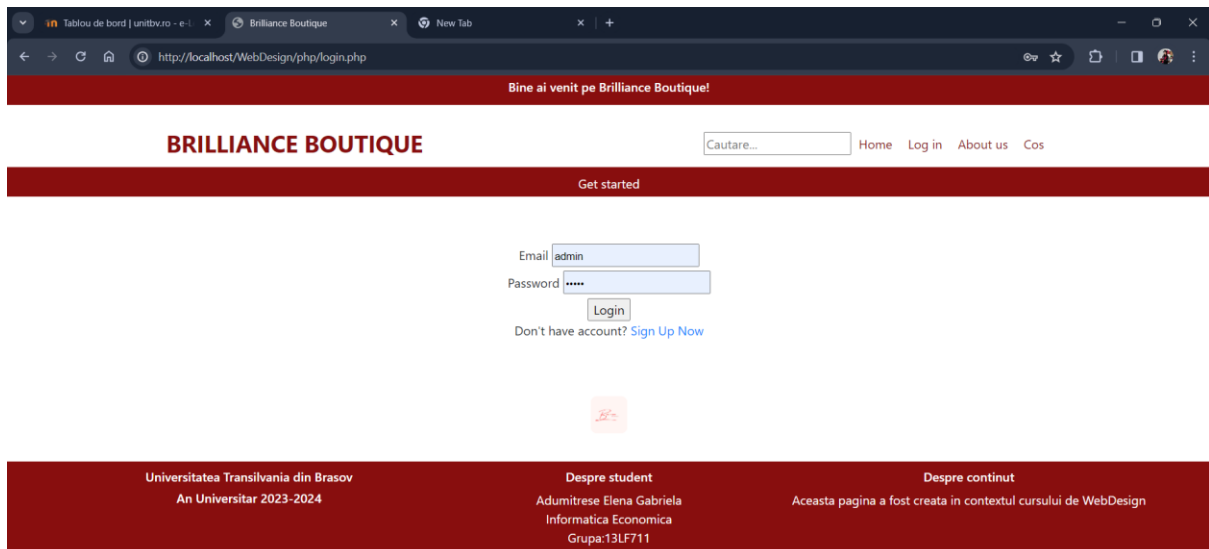 Tablou de bord | unitbv.ro - e-L
Brilliance Boutique
New Tab
http://localhost/WebDesign/php/login.php
Bine ai venit pe Brilliance Boutique!
BRILLIANCE BOUTIQUE
Cautare...
Home Log in About us Cos
Get started
Email admin
Password •••••
Login
Don't have account? Sign Up Now
Universitatea Transilvania din Brasov
An Universitar 2023-2024
Despre student
Adumitrese Elena Gabriela
Informatica Economica
Grupa:13LF711
Despre continut
Aceasta pagina a fost creata in contextul cursului de WebDesign